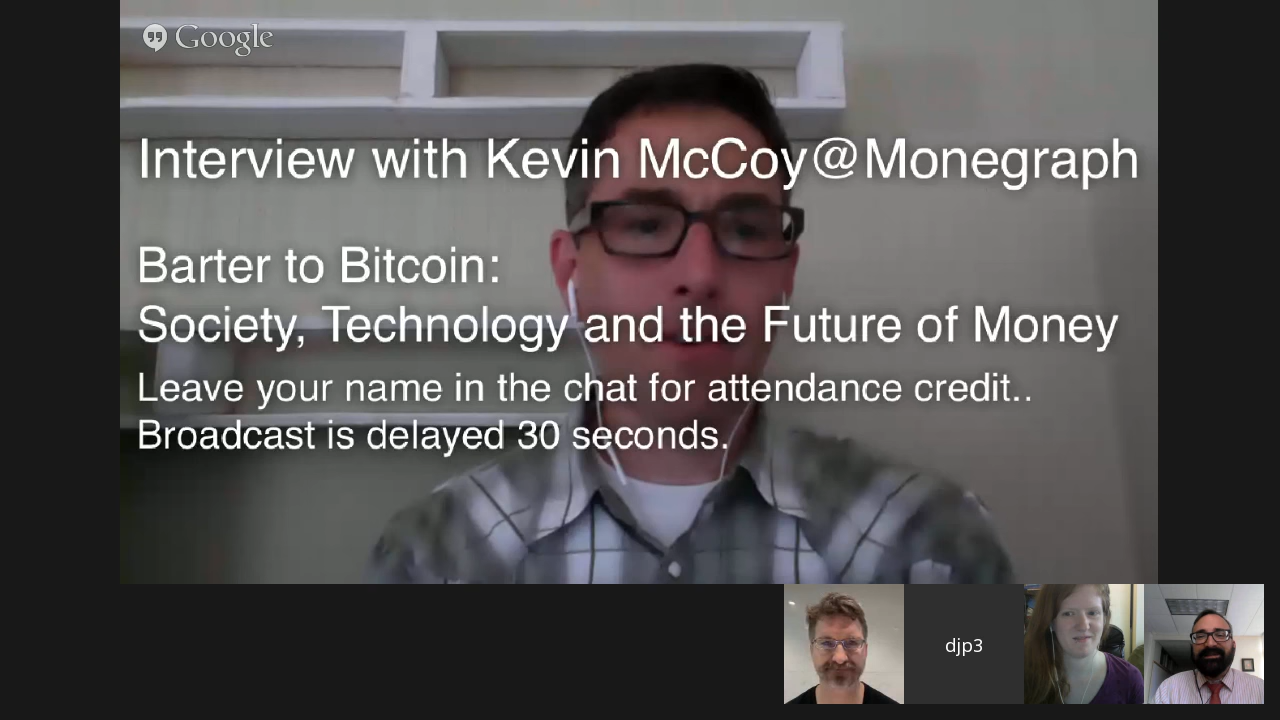 Google
Interview with Kevin McCoy@Monegraph
Barter to Bitcoin:
Society, Technology and the Future of Money
Leave your name in the chat for attendance credit..
Broadcast is delayed 30 seconds.
djp3